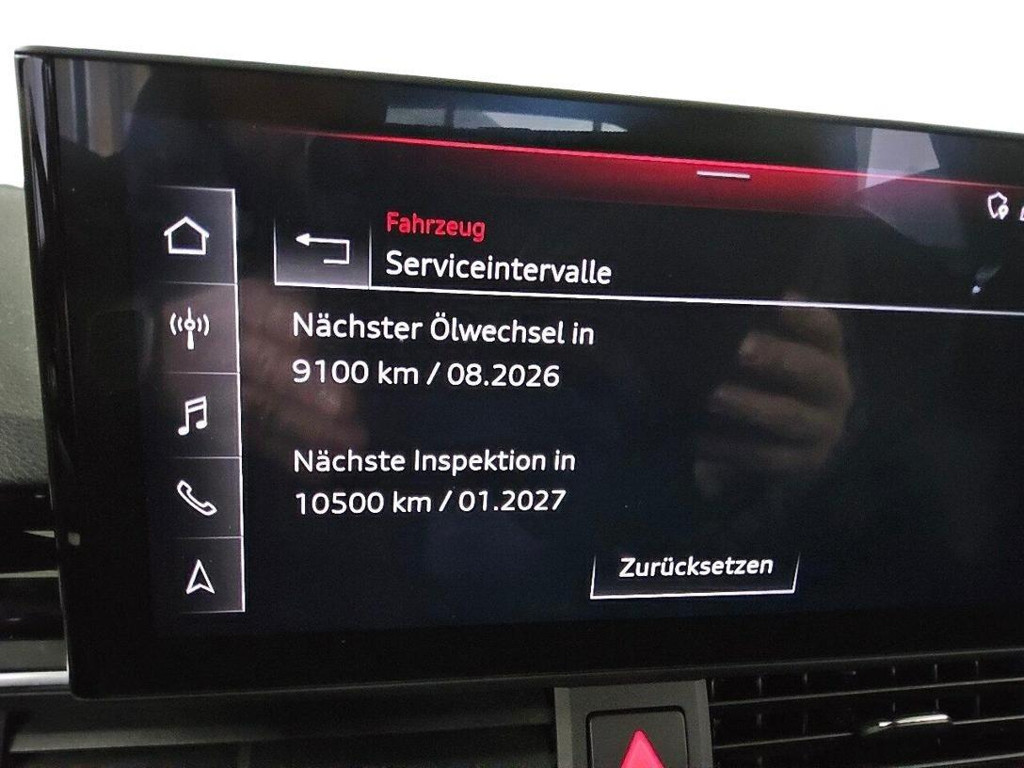 Fahrzeug
Serviceintervalle
Nächster Ölwechsel in
9100 km / 08.2026
Nächste Inspektion in
10500 km / 01.2027
Zurücksetzen